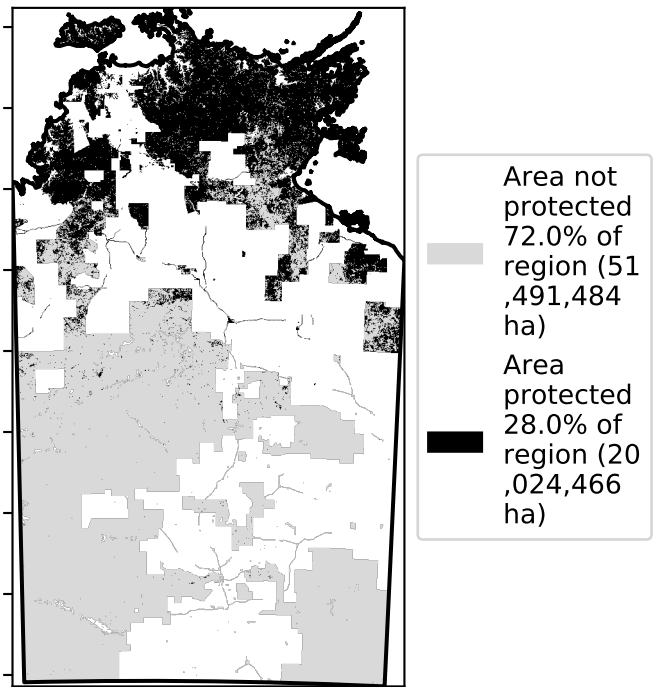 Area not
protected
72.0% of
region (51
,491,484
ha)
Area
protected
28.0% of
region (20
,024,466
ha)